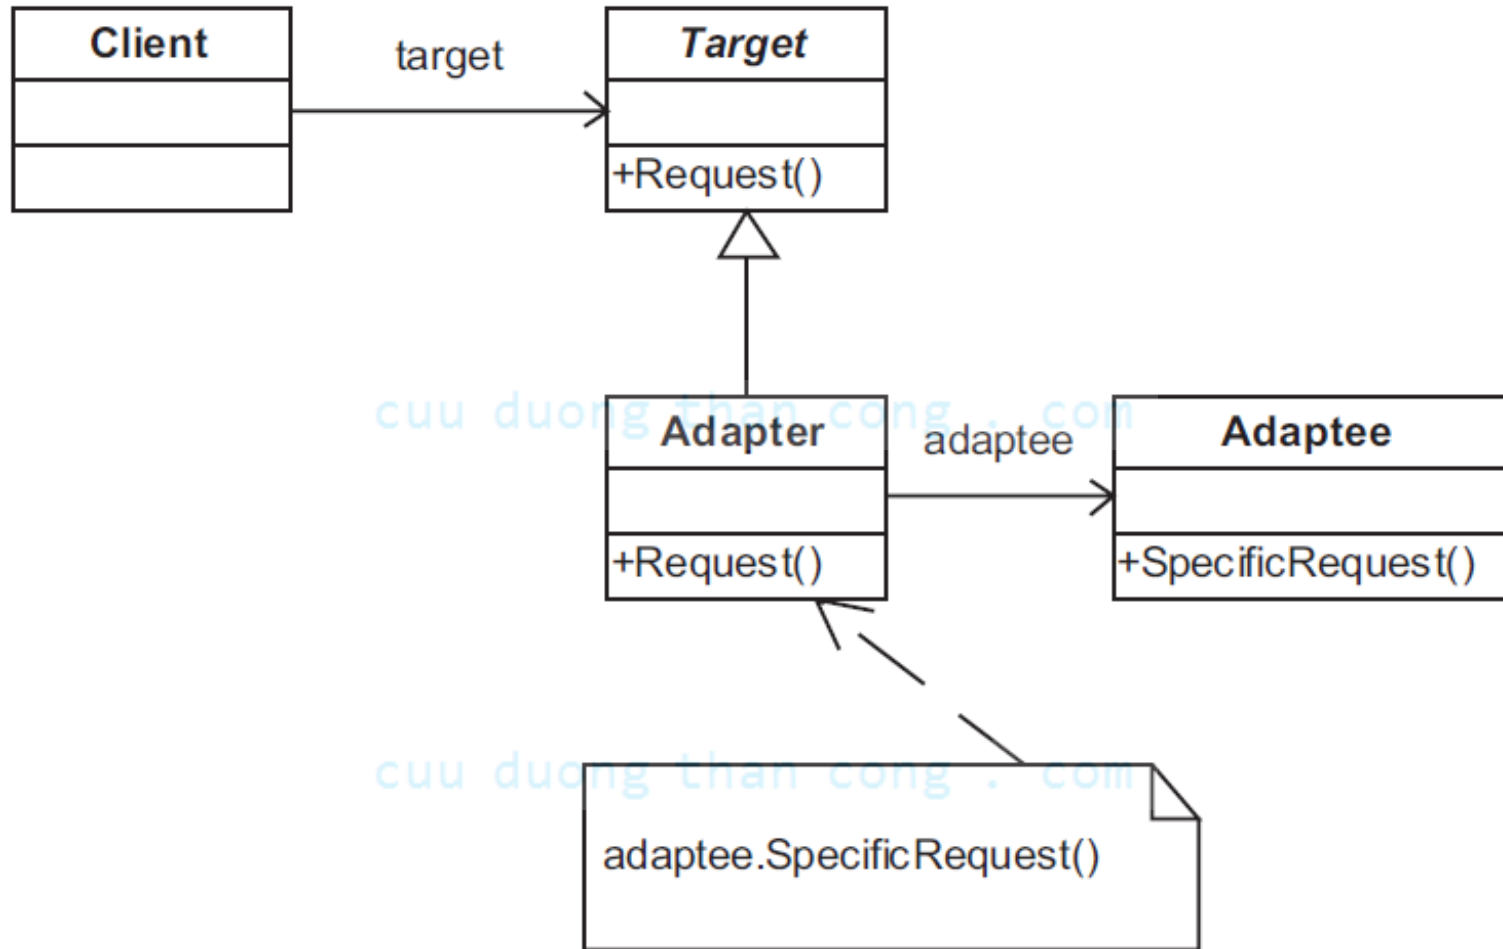 Client
target
Target
+Request()
cuu duong than cong . com
Adapter
adaptee
Adaptee
+Request()
+SpecificRequest()
cuu duong than cong . com
adaptee.SpecificRequest()